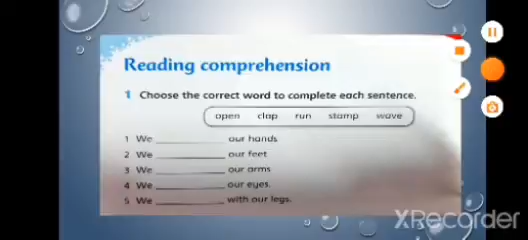 Reading comprehension
1 Choose the correct word to complete each sentence.
open clap run stamp wave
1 We ________ our hands
2 We ________ our feet
3 We ________ our arms
4 We ________ our eyes.
5 We ________ with our legs.
XRecorder